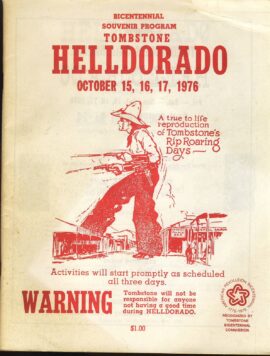 BICENTENNIAL
SOUVENIR PROGRAM
TOMBSTONE
HELLDORADO
OCTOBER 15, 16, 17, 1976
A true to life
reproduction
of Tombstone's
Rip Roaring
Days—
Activities will start promptly as scheduled
all three days.
WARNING
Tombstone will not be
responsible for anyone
not having a good time
during HELLDORADO.
$1.00
RECOGNIZED BY
TOMBSTONE
BICENTENNIAL
COMMISSION